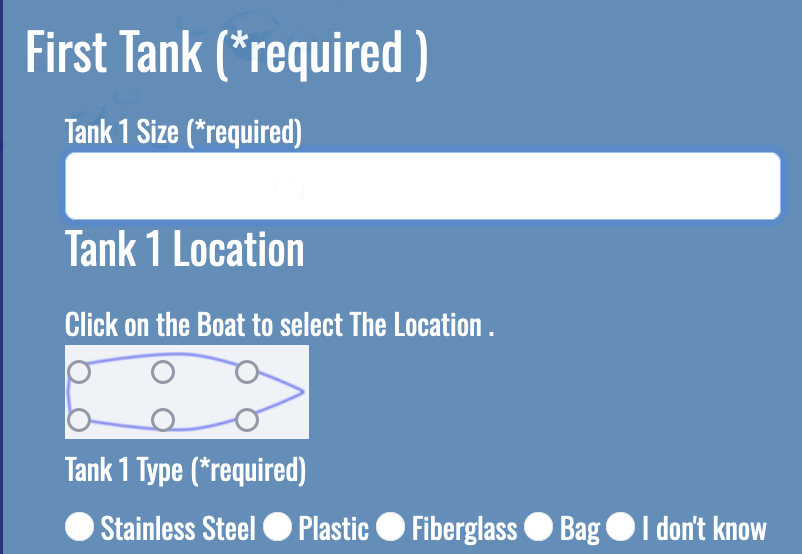 First Tank (*required )
Tank 1 Size (*required)
Tank 1 Location
Click on the Boat to select The Location .
Tank 1 Type (*required)
Stainless Steel Plastic Fiberglass Bag I don't know